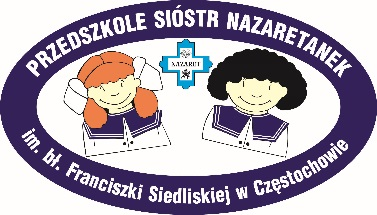 PRZEDSZKOLE SIÓSTR NAZARETANEK
NAZARET
im. bł. Franciszki Siedliskiej w Częstochowie